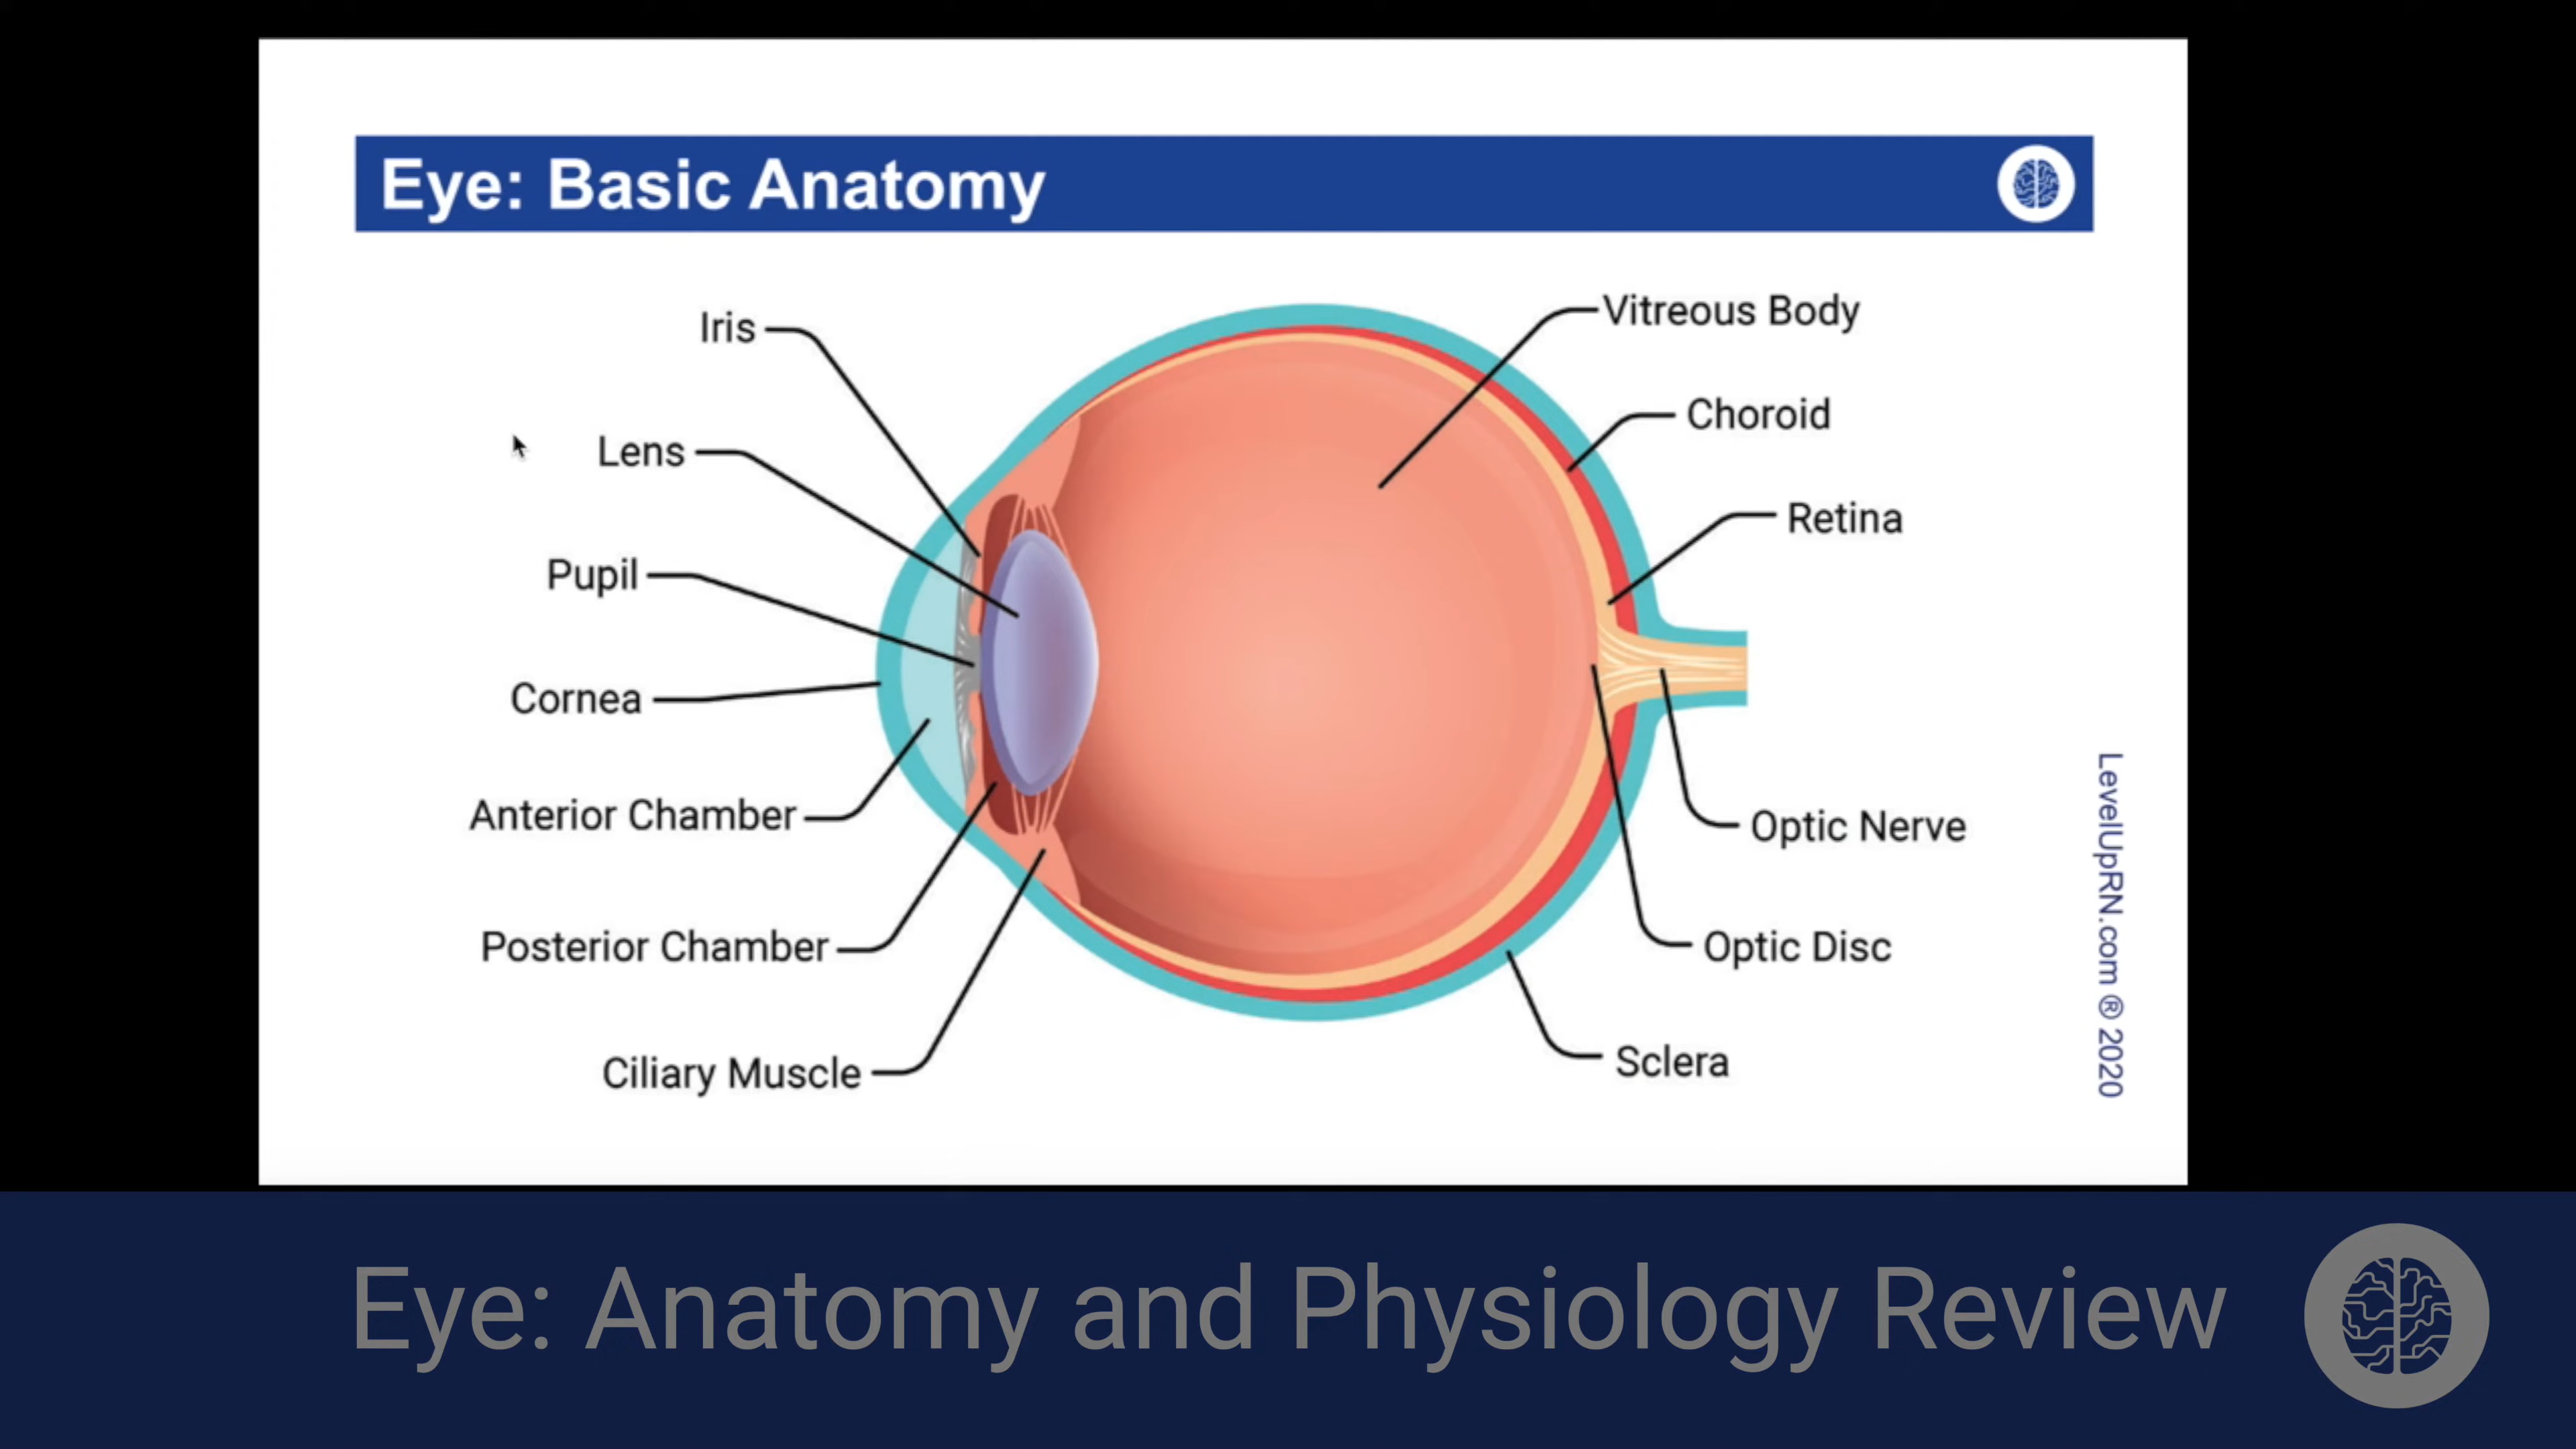 Eye: Basic Anatomy
Iris
Lens
Pupil
Cornea
Anterior Chamber
Posterior Chamber
Ciliary Muscle
Vitreous Body
Choroid
Retina
Optic Nerve
Optic Disc
Sclera
LevelUpRN.com ® 2020
Eye: Anatomy and Physiology Review